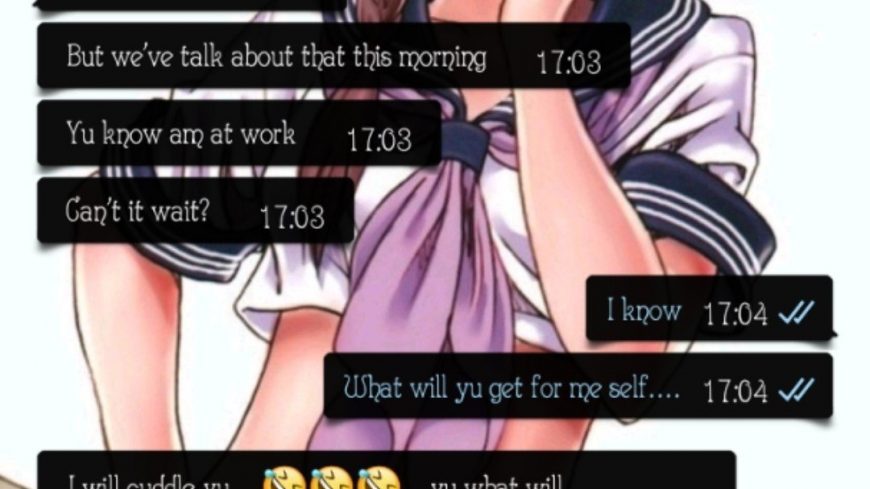 But we've talk about that this morning 17:03
Yu know am at work 17:03
Can't it wait? 17:03
I know 17:04
What will yu get for me self.... 17:04
I will cuddle yu 🤣🤣🤣 yu what will